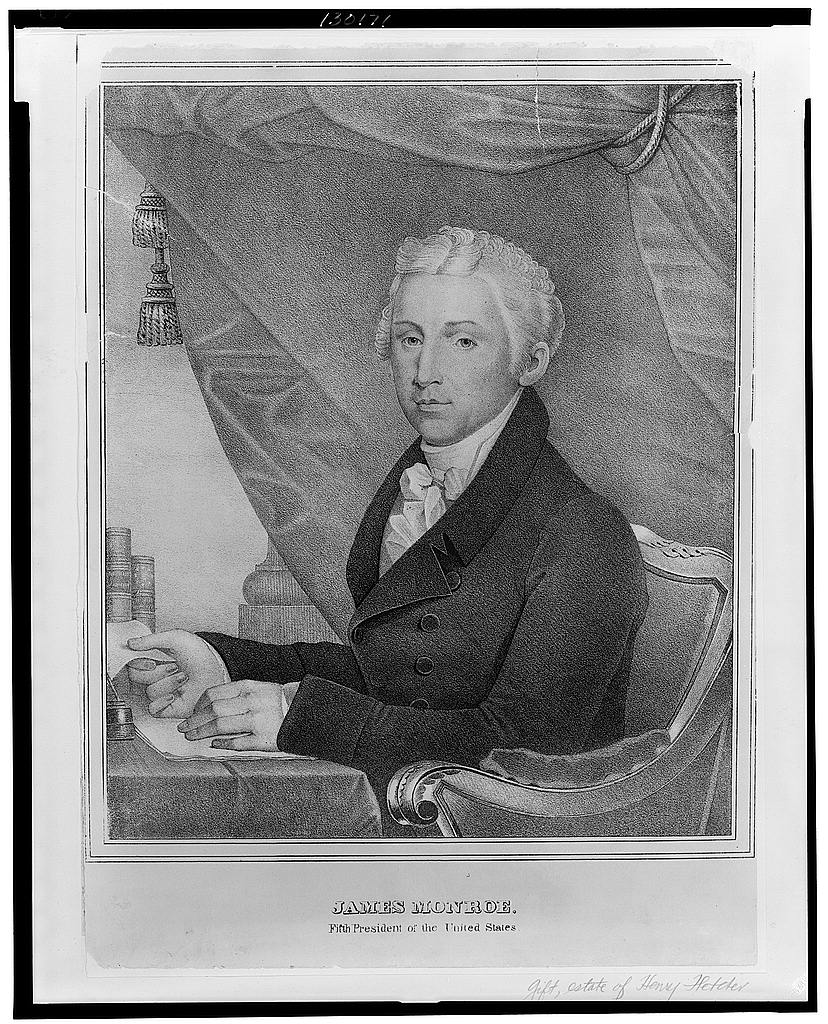 130171
JAMES MONROE.
Fifth President of the United States.
Gift, estate of Henry Fletcher